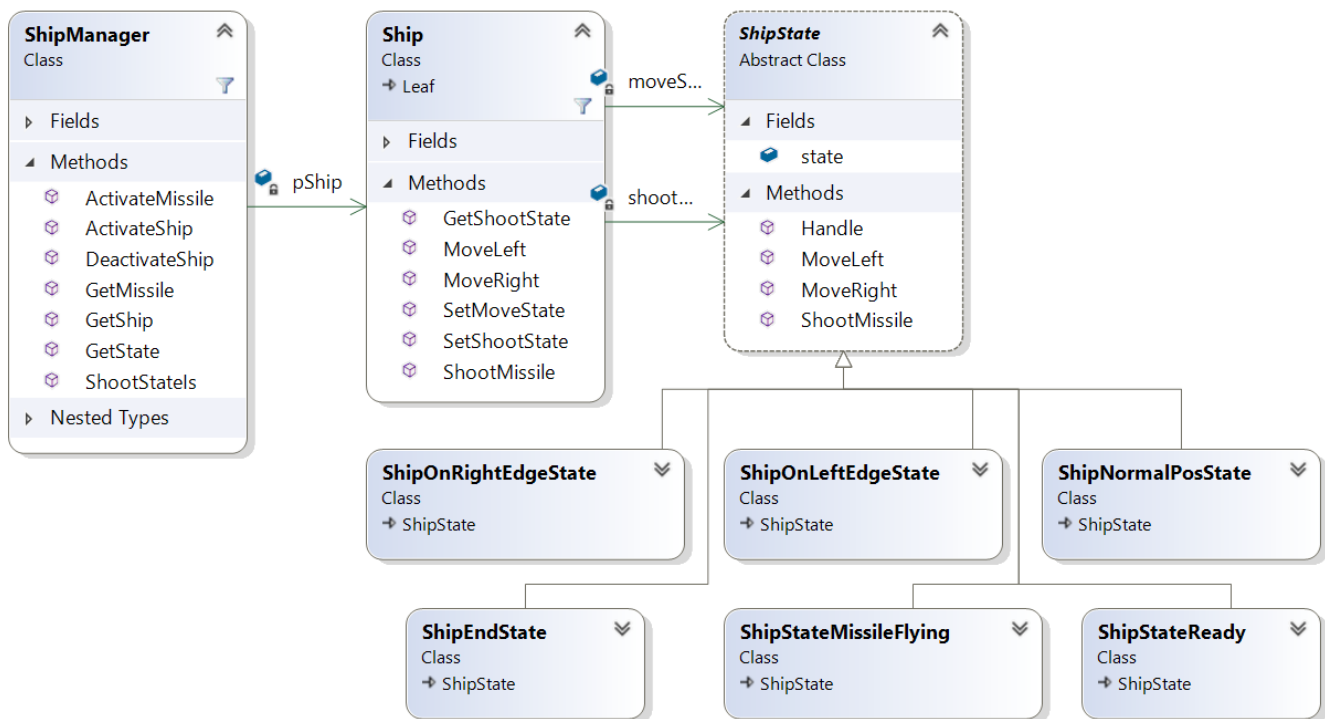 ShipManager
Class
Fields
Methods
ActivateMissile
ActivateShip
DeactivateShip
GetMissile
GetShip
GetState
ShootStateIs
Nested Types
pShip
Ship
Class
Leaf
Fields
Methods
GetShootState
MoveLeft
MoveRight
SetMoveState
SetShootState
ShootMissile
moveS...
shoot...
ShipState
Abstract Class
Fields
state
Methods
Handle
MoveLeft
MoveRight
ShootMissile
ShipOnRightEdgeState
Class
ShipState
ShipOnLeftEdgeState
Class
ShipState
ShipNormalPosState
Class
ShipState
ShipEndState
Class
ShipState
ShipStateMissileFlying
Class
ShipState
ShipStateReady
Class
ShipState